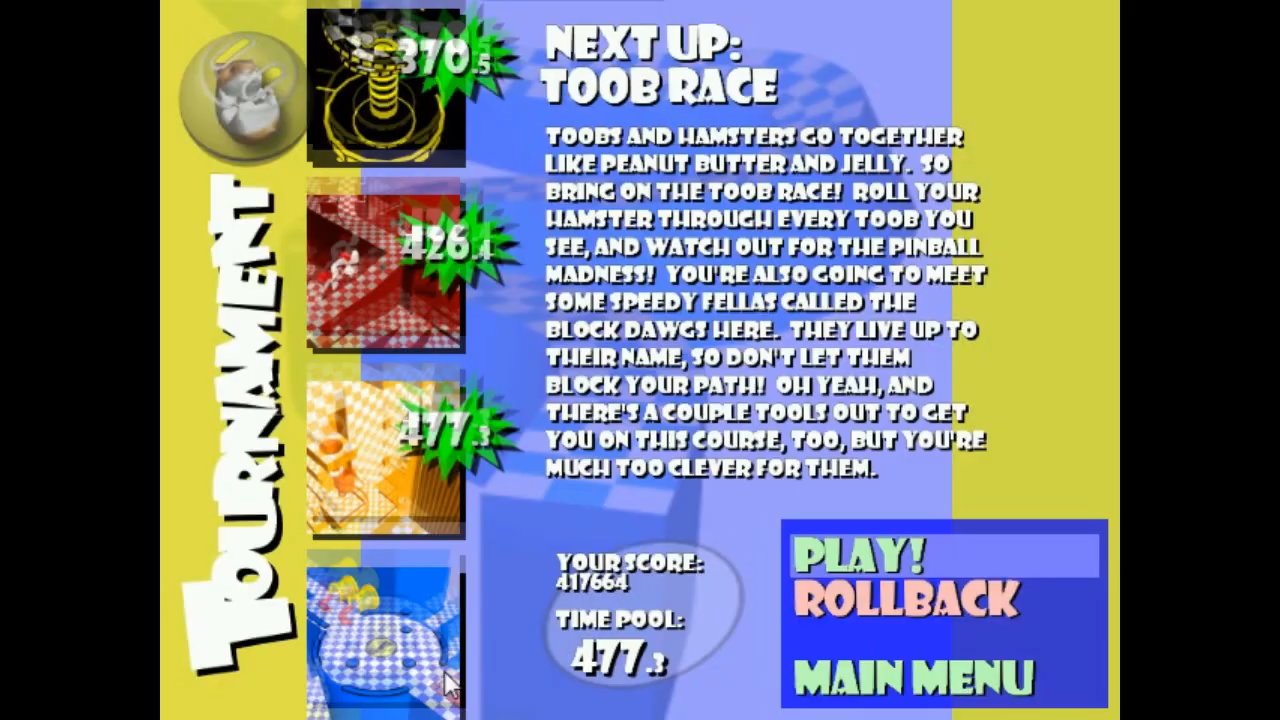 TOURNAMENT
370.5
426.4
477.3
NEXT UP:
TOOB RACE
TOOBS AND HAMSTERS GO TOGETHER
LIKE PEANUT BUTTER AND JELLY. SO
BRING ON THE TOOB RACE! ROLL YOUR
HAMSTER THROUGH EVERY TOOB YOU
SEE, AND WATCH OUT FOR THE PINBALL
MADNESS! YOU'RE ALSO GOING TO MEET
SOME SPEEDY FELLAS CALLED THE
BLOCK DAWGS HERE. THEY LIVE UP TO
THEIR NAME, SO DON'T LET THEM
BLOCK YOUR PATH! OH YEAH, AND
THERE'S A COUPLE TOOLS OUT TO GET
YOU ON THIS COURSE, TOO, BUT YOU'RE
MUCH TOO CLEVER FOR THEM.
YOUR SCORE:
417664
TIME POOL:
477.3
PLAY!
ROLLBACK
MAIN MENU